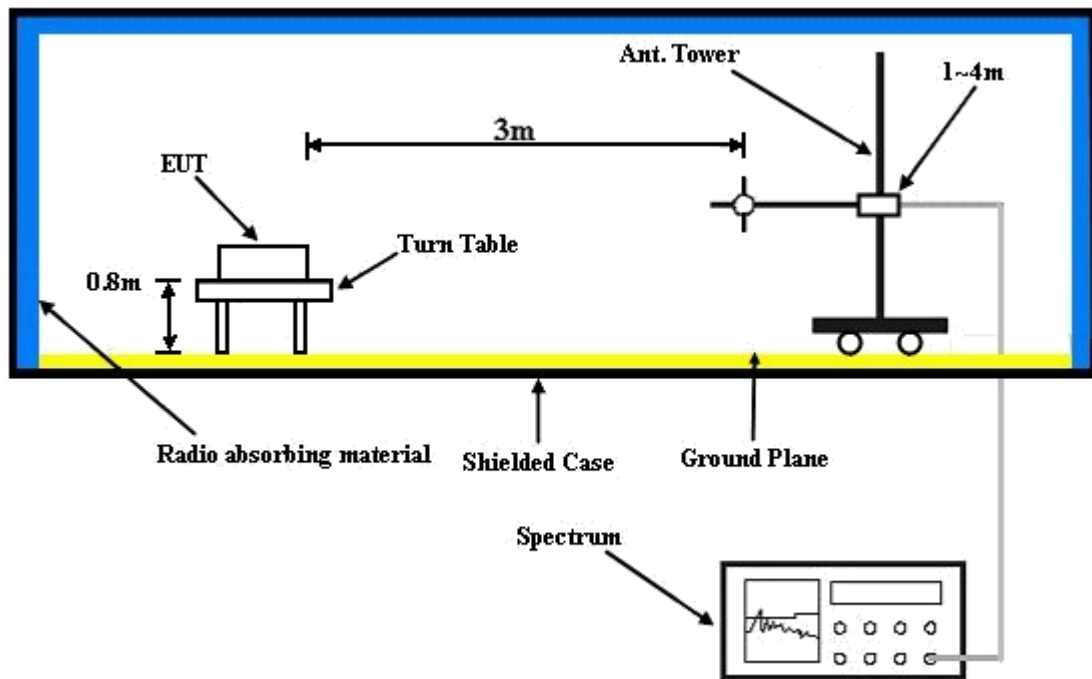 Ant. Tower
1~4m
3m
EUT
Turn Table
0.8m
Radio absorbing material
Shielded Case
Ground Plane
Spectrum